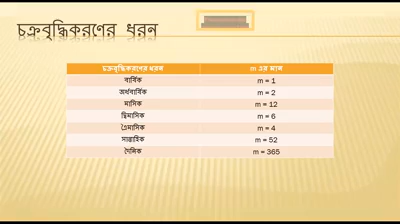 চক্রবৃদ্ধিকরণের ধরন
চক্রবৃদ্ধিকরণের ধরন m এর মান
বার্ষিক m = 1
অর্ধবার্ষিক m = 2
মাসিক m = 12
দ্বিমাসিক m = 6
ত্রৈমাসিক m = 4
সাপ্তাহিক m = 52
দৈনিক m = 365